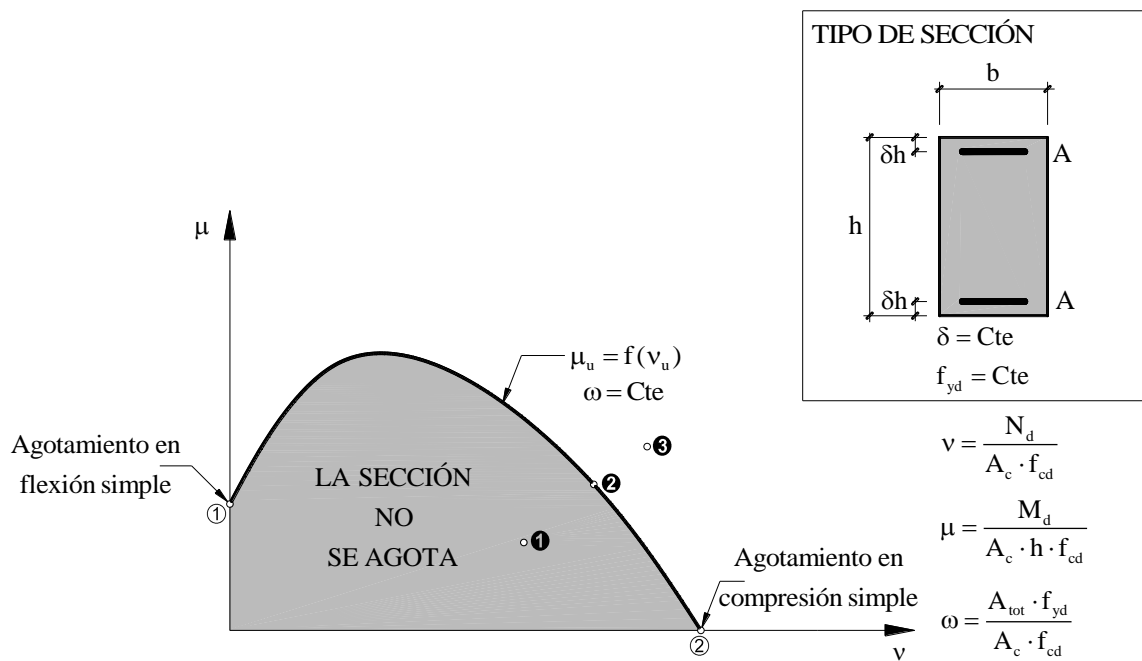 TIPO DE SECCIÓN
b
δh
A
h
δh
A
δ = Cte
f_yd = Cte
μ
μ_u = f(ν_u)
ω = Cte
❸
Agotamiento en
flexión simple
①
LA SECCIÓN
NO
SE AGOTA
❷
❶
Agotamiento en
compresión simple
②
ν
ν = N_d / (A_c · f_cd)
μ = M_d / (A_c · h · f_cd)
ω = (A_tot · f_yd) / (A_c · f_cd)